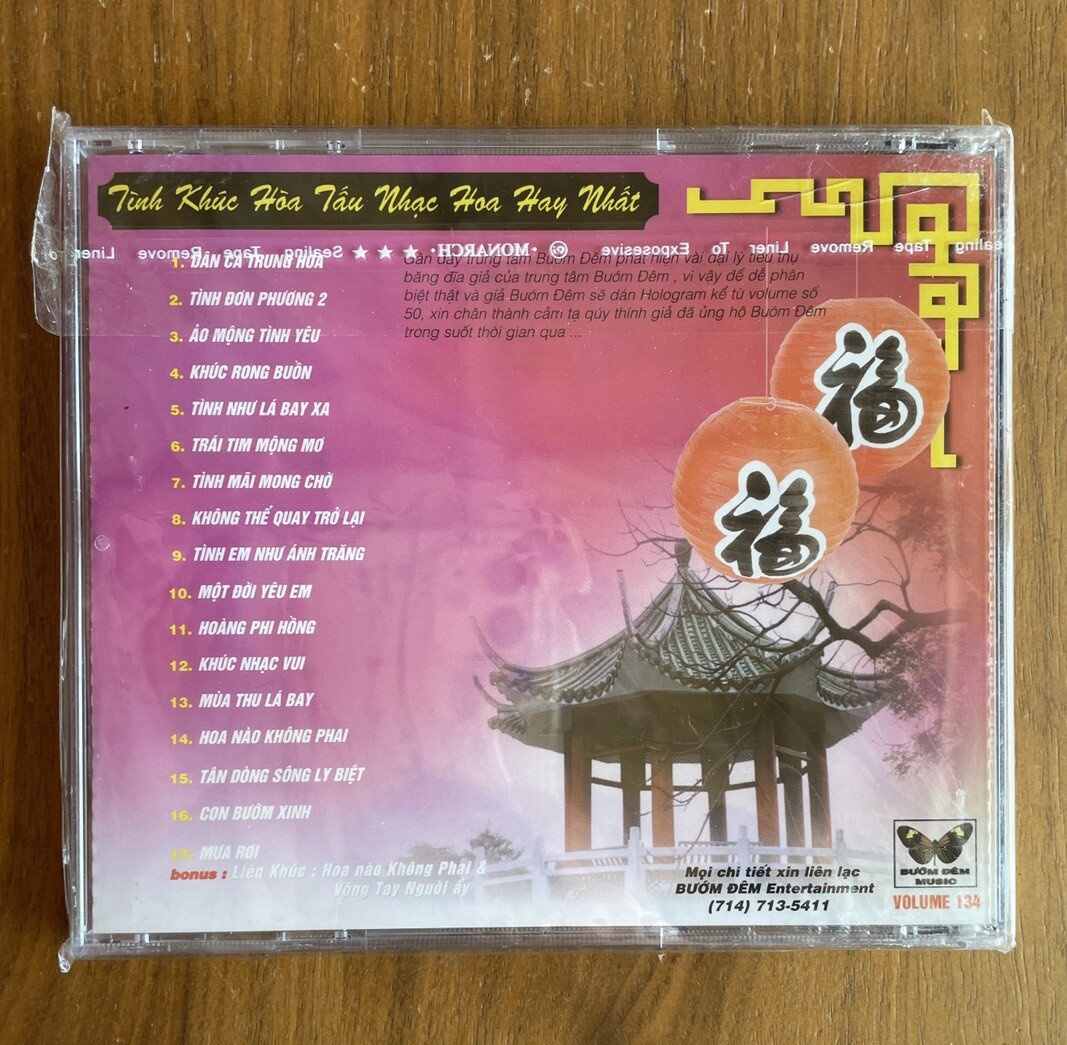 Tình Khúc Hòa Tấu Nhạc Hoa Hay Nhất
Sealing Tape Remove Liner To Expossesive MONARCH Sealing Tape Remove Liner
1. DÂN CA TRUNG HOA
2. TÌNH ĐƠN PHƯƠNG 2
3. ẢO MỘNG TÌNH YÊU
4. KHÚC RONG BUỒN
5. TÌNH NHƯ LÁ BAY XA
6. TRÁI TIM MỘNG MƠ
7. TÌNH MÃI MONG CHỜ
8. KHÔNG THỂ QUAY TRỞ LẠI
9. TÌNH EM NHƯ ÁNH TRĂNG
10. MỘT ĐỜI YÊU EM
11. HOÀNG PHI HỒNG
12. KHÚC NHẠC VUI
13. MÙA THU LÁ BAY
14. HOA NÀO KHÔNG PHAI
15. TÂN DÒNG SÔNG LY BIỆT
16. CON BƯỚM XINH
17. MƯA RƠI
bonus : Liên Khúc : Hoa nào Không Phai &
Vòng Tay Nguời ấy
Gần đây trung tâm Bướm Đêm phát hiện vài đại lý tiêu thụ
băng đĩa giả của trung tâm Bướm Đêm , vì vậy để dể phân
biệt thật và giả Bướm Đêm sẽ dán Hologram kể từ volume số
50, xin chân thành cảm tạ qúy thính giả đã ủng hộ Bướm Đêm
trong suốt thời gian qua ...
福
福
Mọi chi tiết xin liên lạc
BƯỚM ĐÊM Entertainment
(714) 713-5411
BƯỚM ĐÊM
MUSIC
VOLUME 134